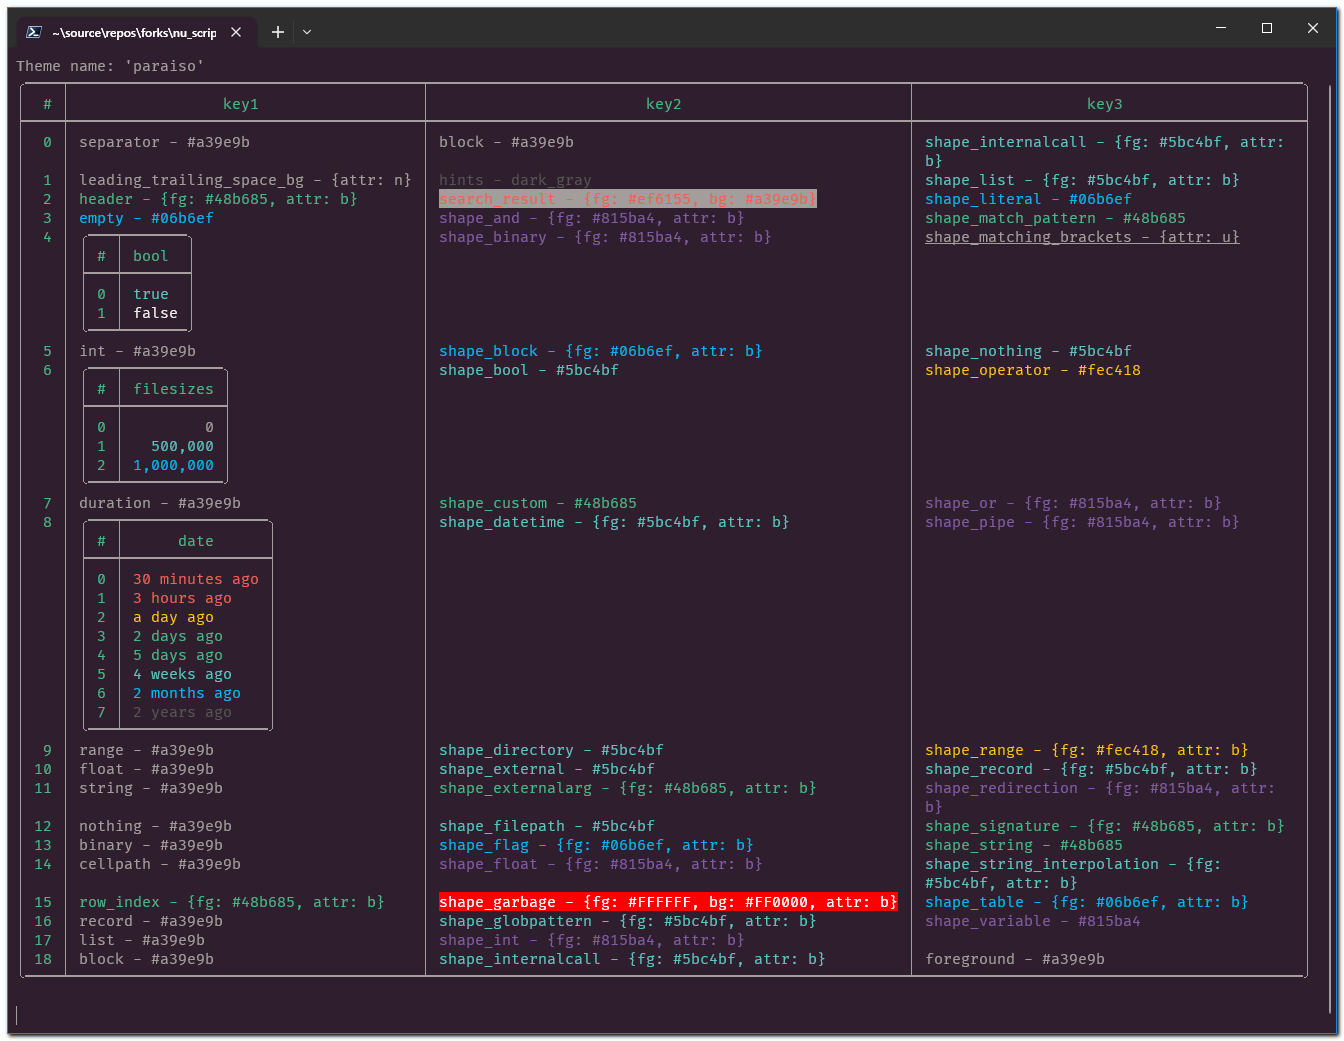 ~\source\repos\forks\nu_scrip
Theme name: 'paraiso'
# key1 key2 key3
0 separator - #a39e9b block - #a39e9b shape_internalcall - {fg: #5bc4bf, attr:
b}
1 leading_trailing_space_bg - {attr: n} hints - dark_gray shape_list - {fg: #5bc4bf, attr: b}
2 header - {fg: #48b685, attr: b} search_result - {fg: #ef6155, bg: #a39e9b} shape_literal - #06b6ef
3 empty - #06b6ef shape_and - {fg: #815ba4, attr: b} shape_match_pattern - #48b685
4 shape_binary - {fg: #815ba4, attr: b} shape_matching_brackets - {attr: u}
# bool
0 true
1 false
5 int - #a39e9b shape_block - {fg: #06b6ef, attr: b} shape_nothing - #5bc4bf
6 shape_bool - #5bc4bf shape_operator - #fec418
# filesizes
0 0
1 500,000
2 1,000,000
7 duration - #a39e9b shape_custom - #48b685 shape_or - {fg: #815ba4, attr: b}
8 shape_datetime - {fg: #5bc4bf, attr: b} shape_pipe - {fg: #815ba4, attr: b}
# date
0 30 minutes ago
1 3 hours ago
2 a day ago
3 2 days ago
4 5 days ago
5 4 weeks ago
6 2 months ago
7 2 years ago
9 range - #a39e9b shape_directory - #5bc4bf shape_range - {fg: #fec418, attr: b}
10 float - #a39e9b shape_external - #5bc4bf shape_record - {fg: #5bc4bf, attr: b}
11 string - #a39e9b shape_externalarg - {fg: #48b685, attr: b} shape_redirection - {fg: #815ba4, attr:
b}
12 nothing - #a39e9b shape_filepath - #5bc4bf shape_signature - {fg: #48b685, attr: b}
13 binary - #a39e9b shape_flag - {fg: #06b6ef, attr: b} shape_string - #48b685
14 cellpath - #a39e9b shape_float - {fg: #815ba4, attr: b} shape_string_interpolation - {fg:
#5bc4bf, attr: b}
15 row_index - {fg: #48b685, attr: b} shape_garbage - {fg: #FFFFFF, bg: #FF0000, attr: b} shape_table - {fg: #06b6ef, attr: b}
16 record - #a39e9b shape_globpattern - {fg: #5bc4bf, attr: b} shape_variable - #815ba4
17 list - #a39e9b shape_int - {fg: #815ba4, attr: b}
18 block - #a39e9b shape_internalcall - {fg: #5bc4bf, attr: b} foreground - #a39e9b